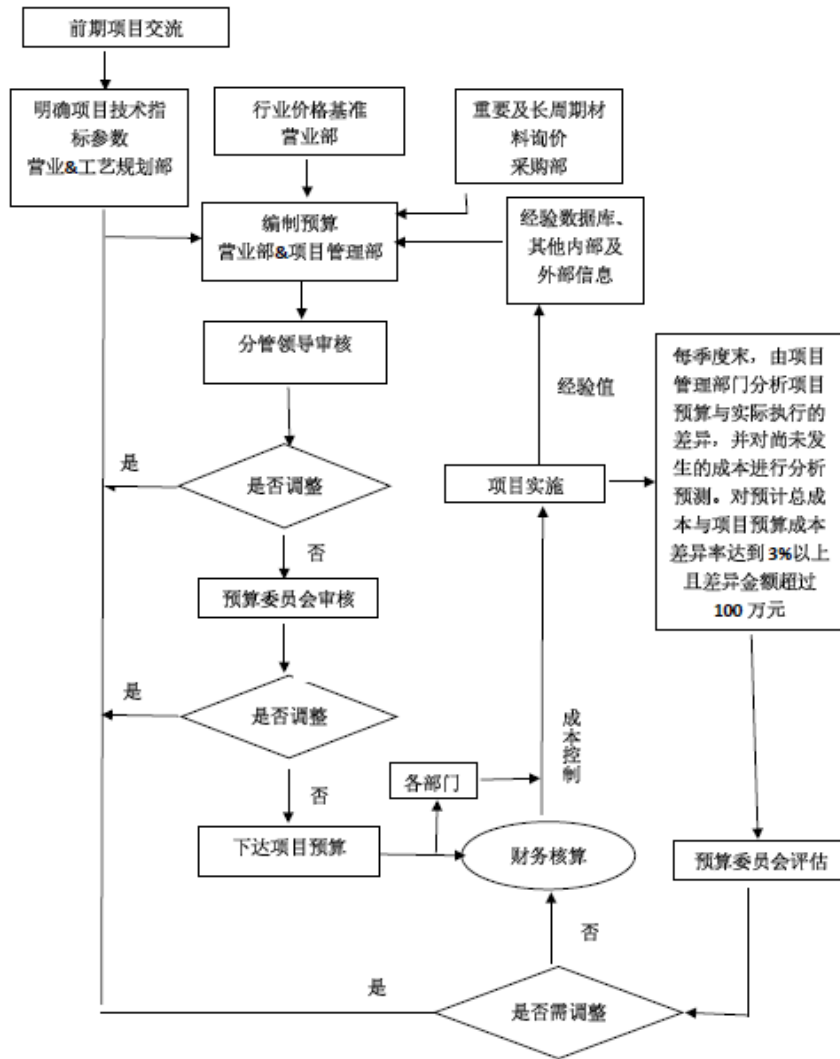 前期项目交流
明确项目技术指
标参数
营业&工艺规划部
行业价格基准
营业部
重要及长周期材
料询价
采购部
编制预算
营业部&项目管理部
经验数据库、
其他内部及
外部信息
分管领导审核
每季度末，由项目
管理部门分析项目
预算与实际执行的
差异，并对尚未发
生的成本进行分析
预测。对预计总成
本与项目预算成本
差异率达到 3%以上
且差异金额超过
100 万元
经验值
是
是否调整
项目实施
否
预算委员会审核
是
是否调整
成本控制
否
各部门
下达项目预算
财务核算
预算委员会评估
否
是
是否需调整